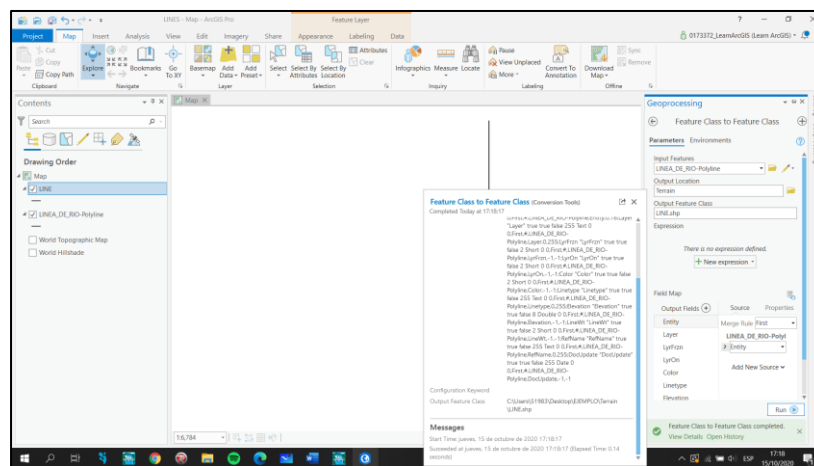 LINES - Map - ArcGIS Pro
Feature Layer
? — X
Project Map Insert Analysis View Edit Imagery Share Appearance Labeling Data
0173372_LearnArcGIS (Learn ArcGIS)
Paste
Cut
Copy
Copy Path
Explore
Bookmarks
Go To XY
Basemap
Add Data
Add Preset
Select
Select By Attributes
Select By Location
Attributes
Clear
Infographics
Measure
Locate
Pause
View Unplaced
More
Convert To Annotation
Download Map
Sync
Remove
Clipboard
Navigate
Layer
Selection
Inquiry
Labeling
Offline
Contents
Search
Drawing Order
Map
LINE
LINEA_DE_RIO-Polyline
World Topographic Map
World Hillshade
Map
1:6,784
Feature Class to Feature Class (Conversion Tools)
Completed Today at 17:18:17
"Layer" true true false 255 Text 0
0,First,#,LINEA_DE_RIO-
Polyline,Layer,0,255;LyrFrzn "LyrFrzn" true true
false 2 Short 0 0,First,#,LINEA_DE_RIO-
Polyline,LyrFrzn,-1,-1;LyrOn "LyrOn" true true
false 2 Short 0 0,First,#,LINEA_DE_RIO-
Polyline,LyrOn,-1,-1;Color "Color" true true false
2 Short 0 0,First,#,LINEA_DE_RIO-
Polyline,Color,-1,-1;Linetype "Linetype" true true
false 255 Text 0 0,First,#,LINEA_DE_RIO-
Polyline,Linetype,0,255;Elevation "Elevation" true
true false 8 Double 0 0,First,#,LINEA_DE_RIO-
Polyline,Elevation,-1,-1;LineWt "LineWt" true
true false 2 Short 0 0,First,#,LINEA_DE_RIO-
Polyline,LineWt,-1,-1;RefName "RefName" true
true false 255 Text 0 0,First,#,LINEA_DE_RIO-
Polyline,RefName,0,255;DocUpdate "DocUpdate"
true true false 255 Date 0
0,First,#,LINEA_DE_RIO-
Polyline,DocUpdate,-1,-1
Configuration Keyword
Output Feature Class C:\Users\51983\Desktop\EXEMPLO\Terrain
\LINE.shp
Messages
Start Time: jueves, 15 de octubre de 2020 17:18:17
Succeeded at jueves, 15 de octubre de 2020 17:18:17 (Elapsed Time: 0.14
seconds)
Geoprocessing
Feature Class to Feature Class
Parameters Environments
Input Features
LINEA_DE_RIO-Polyline
Output Location
Terrain
Output Feature Class
LINE.shp
Expression
There is no expression defined.
New expression
Field Map
Output Fields
Source
Properties
Entity
Layer
LyrFrzn
LyrOn
Color
Linetype
Elevation
Merge Rule First
LINEA_DE_RIO-Polyl
Entity
Add New Source
Run
Feature Class to Feature Class completed.
View Details Open History
ESP
17:18
15/10/2020